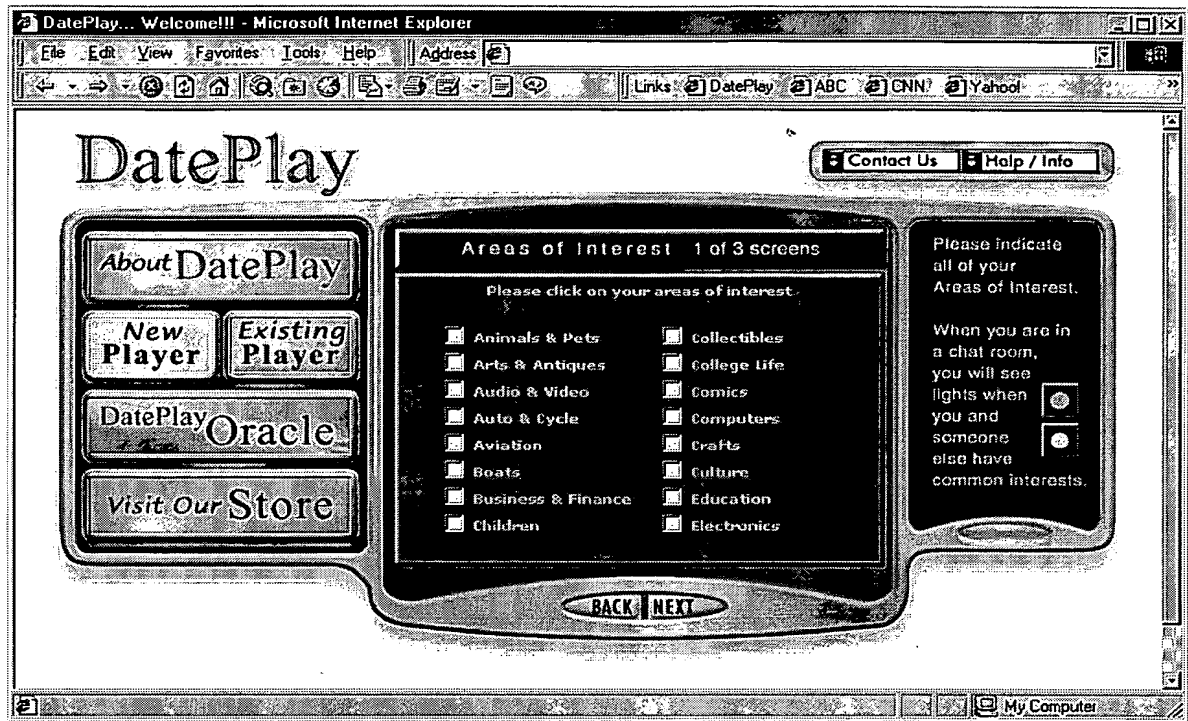 DatePlay... Welcome!!! - Microsoft Internet Explorer
File Edit View Favorites Tools Help Address
Links DatePlay ABC CNN Yahoo!
DatePlay
Contact Us Help / Info
About DatePlay
New Player
Existing Player
DatePlay Oracle
Visit Our Store
Areas of Interest 1 of 3 screens
Please click on your areas of interest.
Animals & Pets
Arts & Antiques
Audio & Video
Auto & Cycle
Aviation
Boats
Business & Finance
Children
Collectibles
College Life
Comics
Computers
Crafts
Culture
Education
Electronics
BACK NEXT
Please indicate
all of your
Areas of Interest.
When you are in
a chat room,
you will see
lights when
you and
someone
else have
common interests.
My Computer